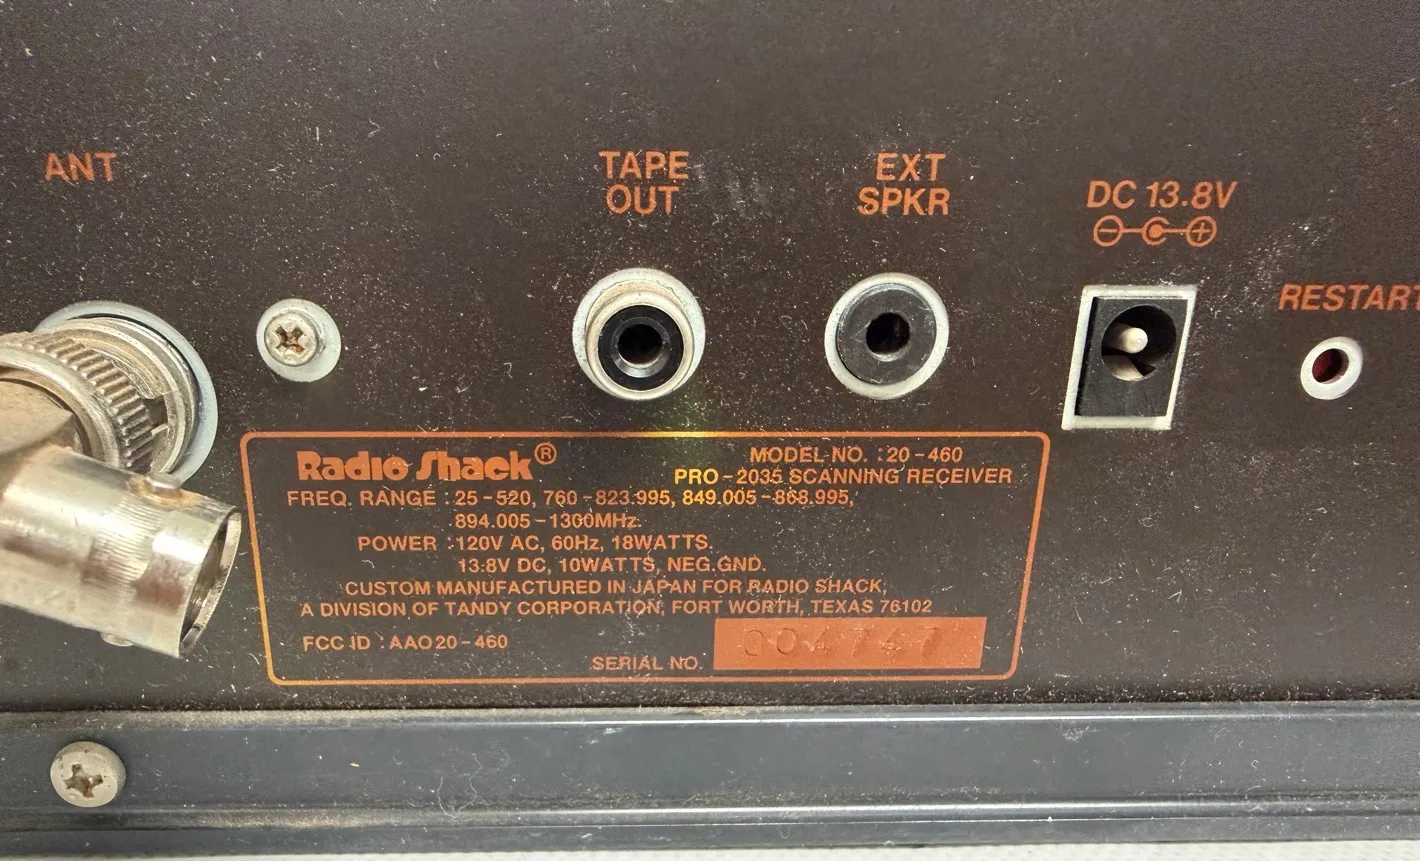 ANT
TAPE
OUT
EXT
SPKR
DC 13.8V
RESTART
Radio Shack®
MODEL NO. : 20-460
PRO-2035 SCANNING RECEIVER
FREQ. RANGE : 25-520, 760-823.995, 849.005-868.995,
894.005-1300MHz.
POWER : 120V AC, 60Hz, 18WATTS.
13.8V DC, 10WATTS, NEG.GND.
CUSTOM MANUFACTURED IN JAPAN FOR RADIO SHACK,
A DIVISION OF TANDY CORPORATION, FORT WORTH, TEXAS 76102
FCC ID : AAO20-460
SERIAL NO. 004747